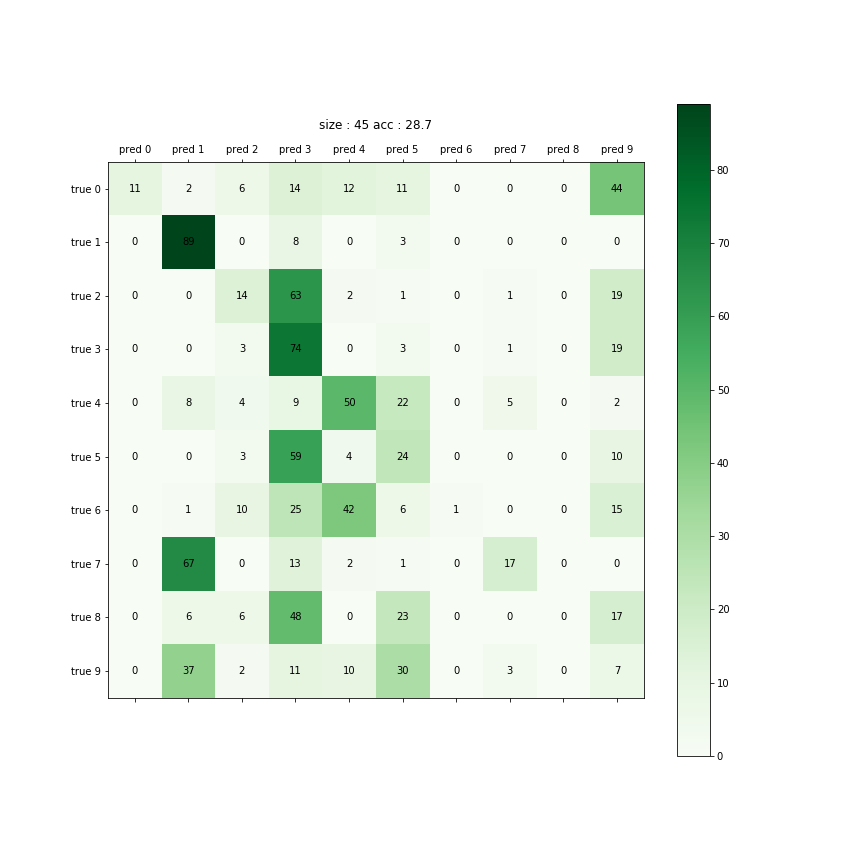 size : 45 acc : 28.7
pred 0 pred 1 pred 2 pred 3 pred 4 pred 5 pred 6 pred 7 pred 8 pred 9
true 0 11 2 6 14 12 11 0 0 0 44
true 1 0 89 0 8 0 3 0 0 0 0
true 2 0 0 14 63 2 1 0 1 0 19
true 3 0 0 3 74 0 3 0 1 0 19
true 4 0 8 4 9 50 22 0 5 0 2
true 5 0 0 3 59 4 24 0 0 0 10
true 6 0 1 10 25 42 6 1 0 0 15
true 7 0 67 0 13 2 1 0 17 0 0
true 8 0 6 6 48 0 23 0 0 0 17
true 9 0 37 2 11 10 30 0 3 0 7
80
70
60
50
40
30
20
10
0